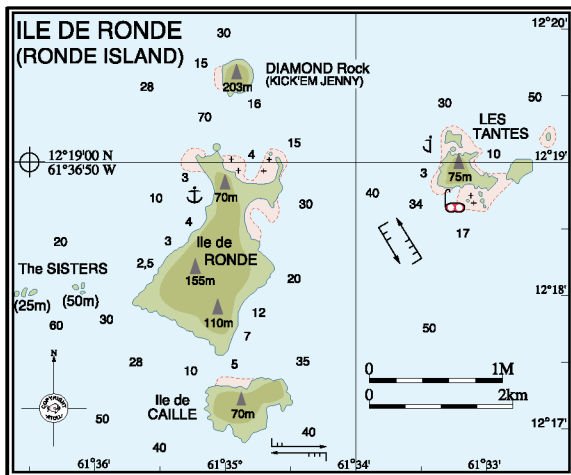 ILE DE RONDE
(RONDE ISLAND)
30
12°20'
15
DIAMOND Rock
(KICK'EM JENNY)
203m
28
16
50
30
70
LES
TANTES
15
4
10
12°19'
12°19'00 N
61°36'50 W
3
3
75m
70m
10
40
34
30
4
17
3
Ile de
RONDE
20
2,5
The SISTERS
155m
20
12°18'
(25m)
(50m)
110m
12
60
30
7
50
28
5
35
10
N
0
1M
COPYRIGHT
Ile de
CAILLE
70m
0
2km
50
40
12°17'
40
61°36'
61°35'
61°34'
61°33'